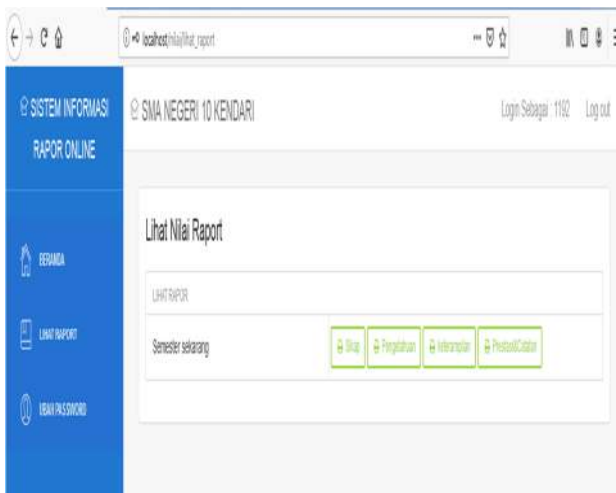 localhost/nilai/lihat_raport
SISTEM INFORMASI
RAPOR ONLINE
SMA NEGERI 10 KENDARI
Login Sebagai : 1192 Log out
BERANDA
LIHAT RAPORT
UBAH PASSWORD
Lihat Nilai Raport
LIHAT RAPOR
Semester sekarang
Sikap Pengetahuan keterampilan Prestasi&Catatan